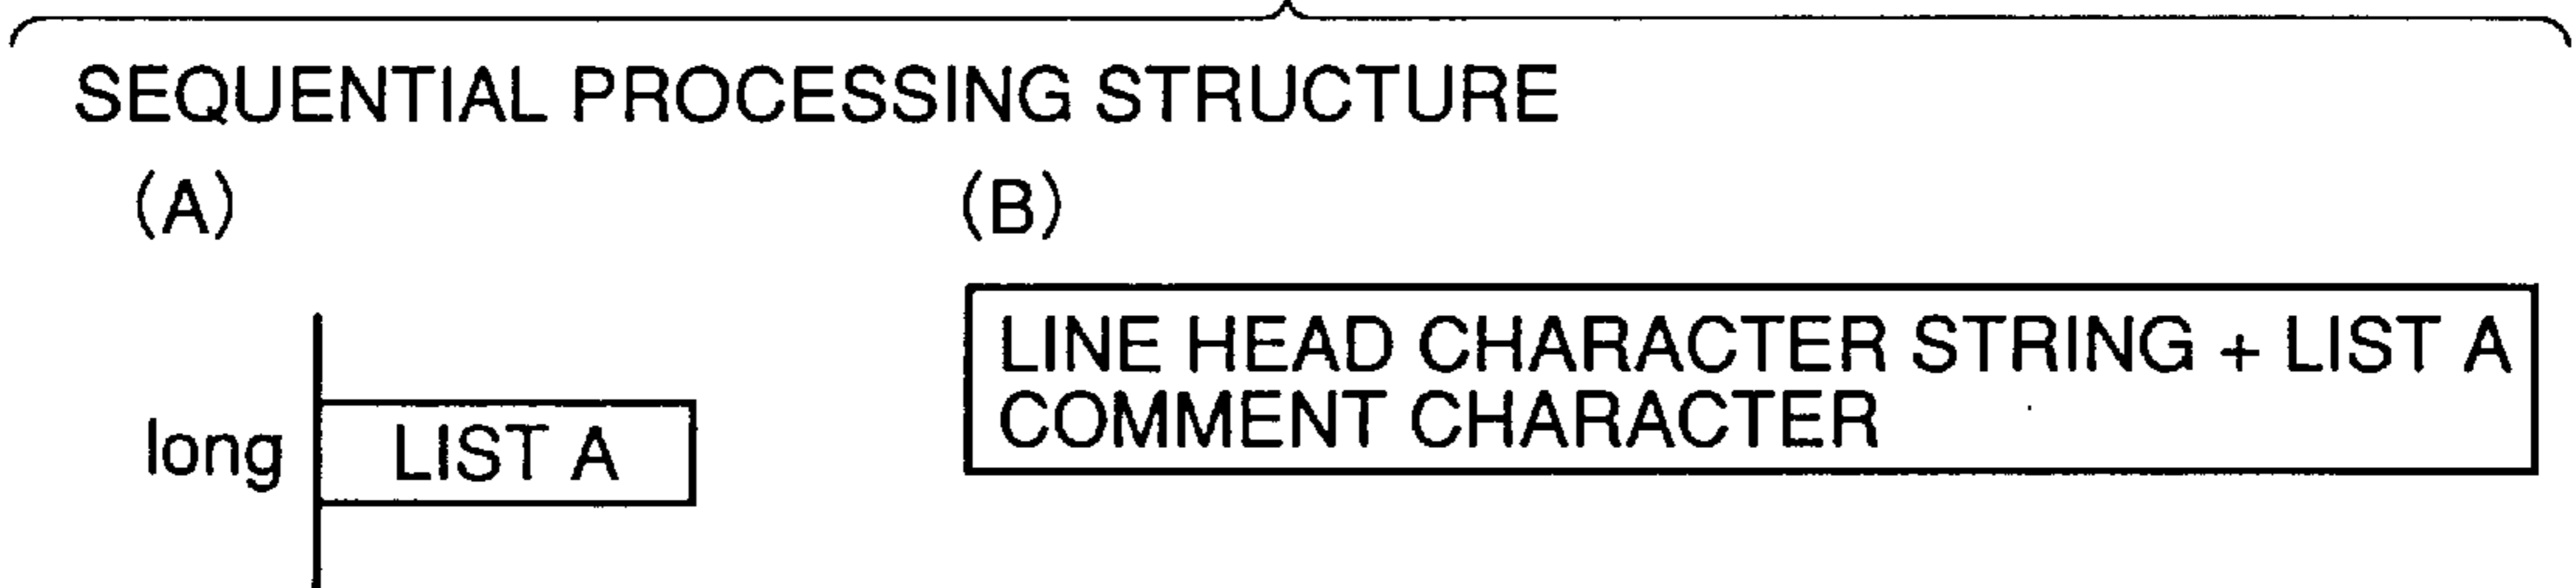 SEQUENTIAL PROCESSING STRUCTURE
(A) (B)
LINE HEAD CHARACTER STRING + LIST A
COMMENT CHARACTER
long LIST A